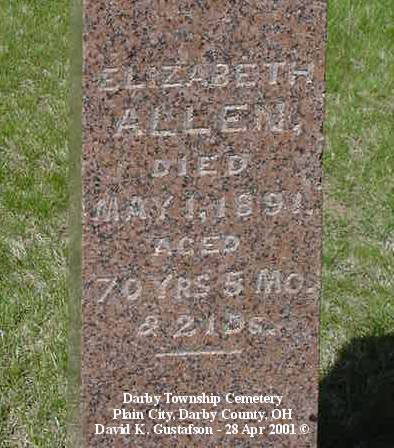 ELIZABETH
ALLEN,
DIED
MAY 1, 1891.
AGED
70 YRS 5 MO.
& 21 DS.
Darby Township Cemetery
Plain City, Darby County, OH
David K. Gustafson - 28 Apr 2001 ©